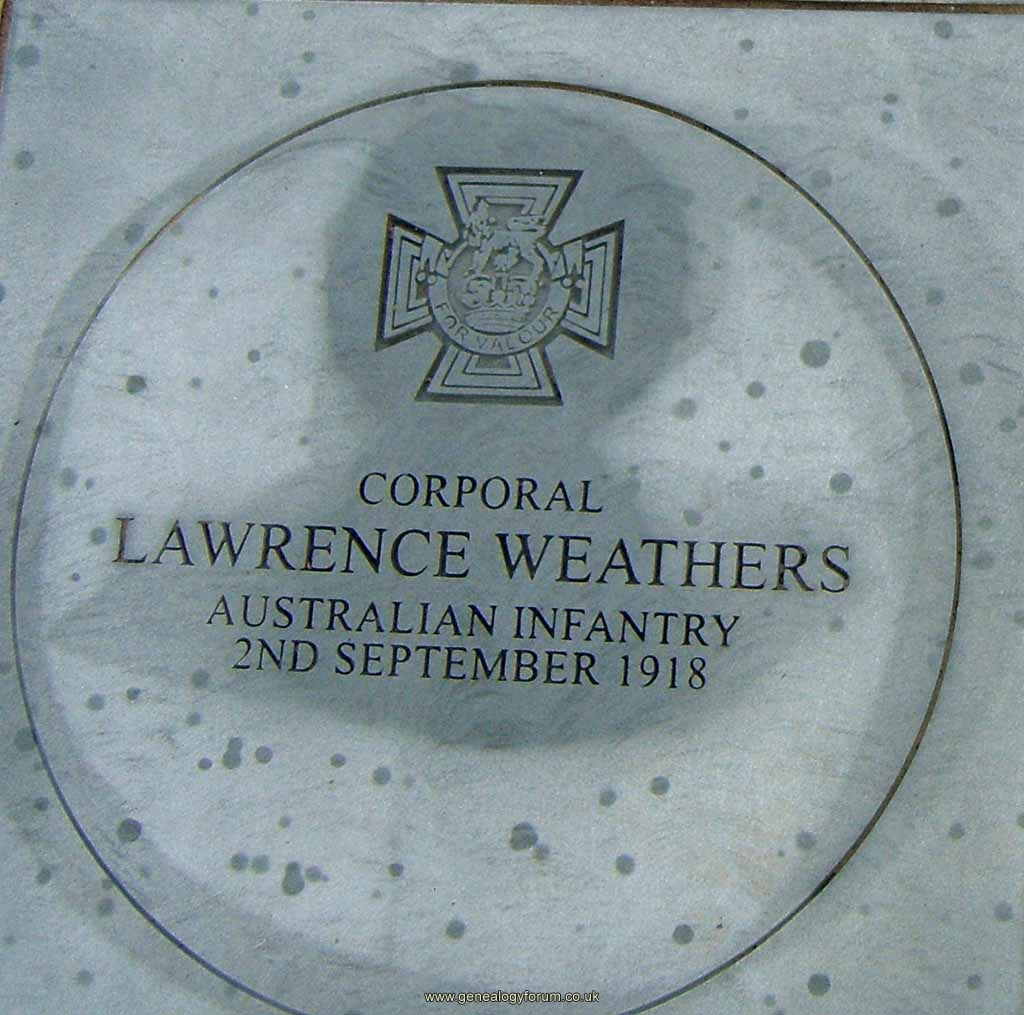 FOR VALOUR
CORPORAL
LAWRENCE WEATHERS
AUSTRALIAN INFANTRY
2ND SEPTEMBER 1918
www.genealogyforum.co.uk